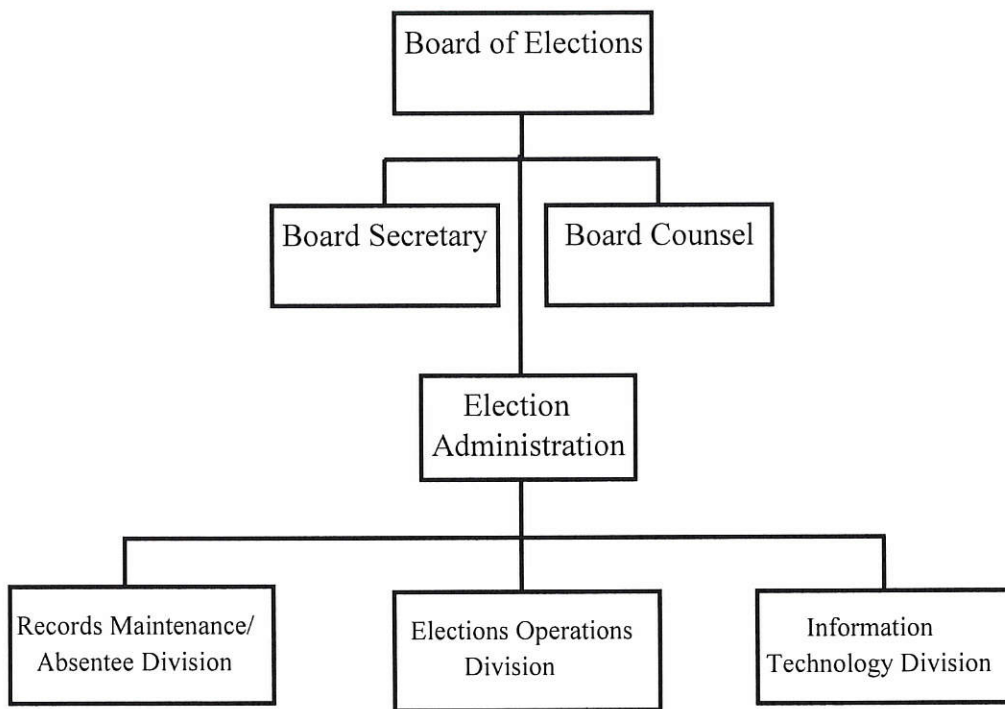 Board of Elections
Board Secretary
Board Counsel
Election
Administration
Records Maintenance/
Absentee Division
Elections Operations
Division
Information
Technology Division